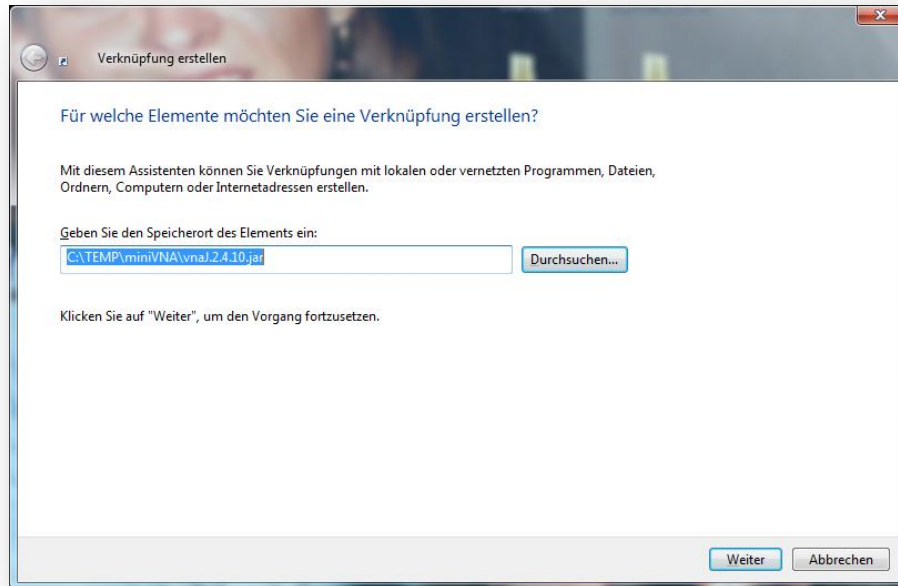 Verknüpfung erstellen
Für welche Elemente möchten Sie eine Verknüpfung erstellen?
Mit diesem Assistenten können Sie Verknüpfungen mit lokalen oder vernetzten Programmen, Dateien,
Ordnern, Computern oder Internetadressen erstellen.
Geben Sie den Speicherort des Elements ein:
C:\TEMP\miniVNA\vnaJ.2.4.10.jar
Durchsuchen...
Klicken Sie auf "Weiter", um den Vorgang fortzusetzen.
Weiter
Abbrechen